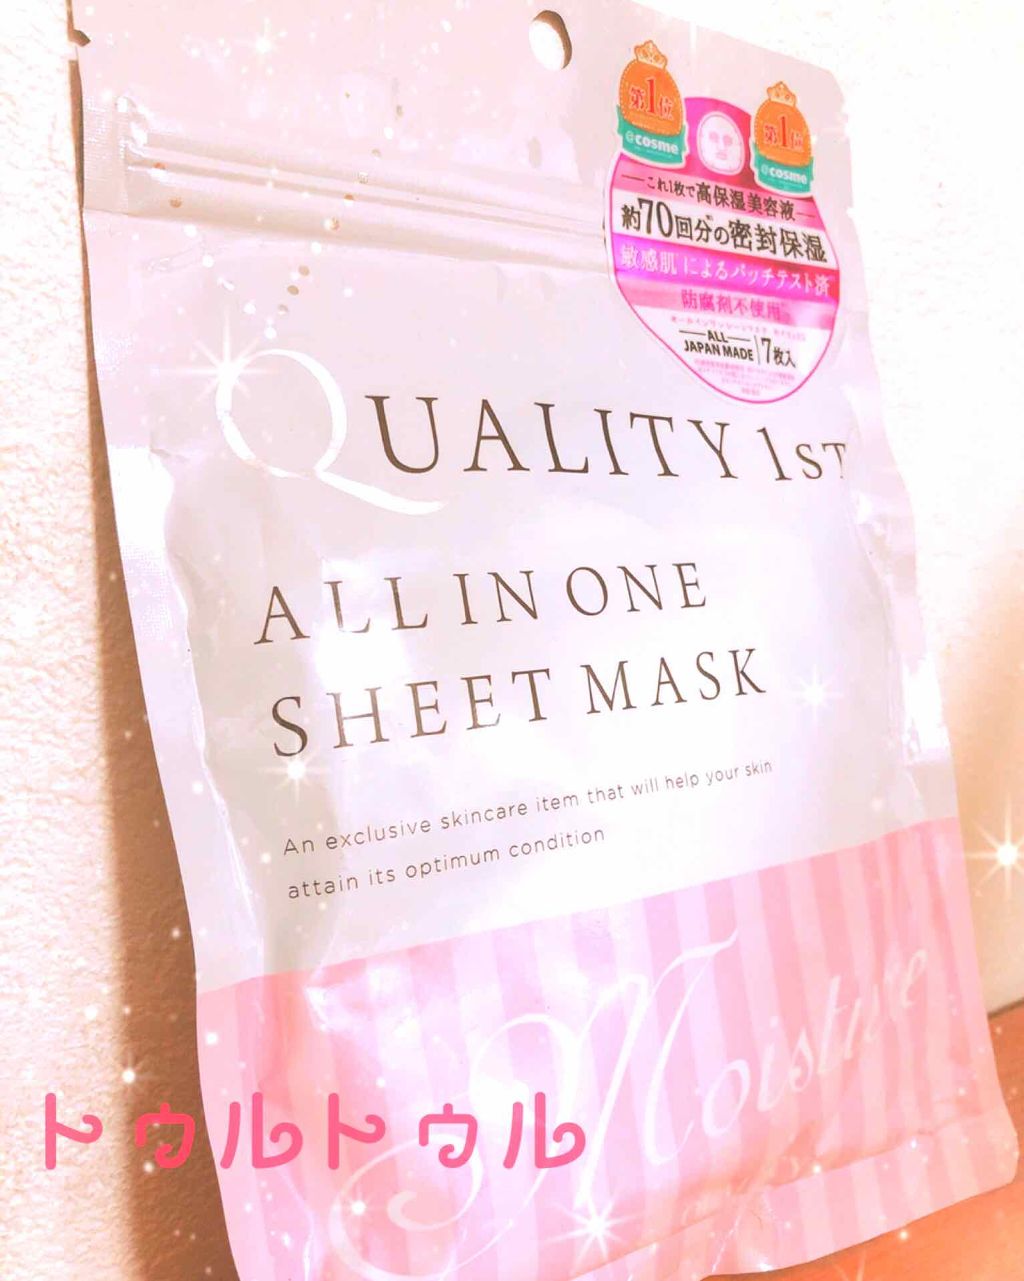 第1位
@cosme
第1位
@cosme
これ1枚で高保湿美容液
約70回分の密封保湿
敏感肌によるパッチテスト済
防腐剤不使用
ALL
JAPAN MADE
7枚入
QUALITY 1ST
ALL IN ONE
SHEET MASK
An exclusive skincare item that will help your skin
attain its optimum condition
Moisture
トゥルトゥル